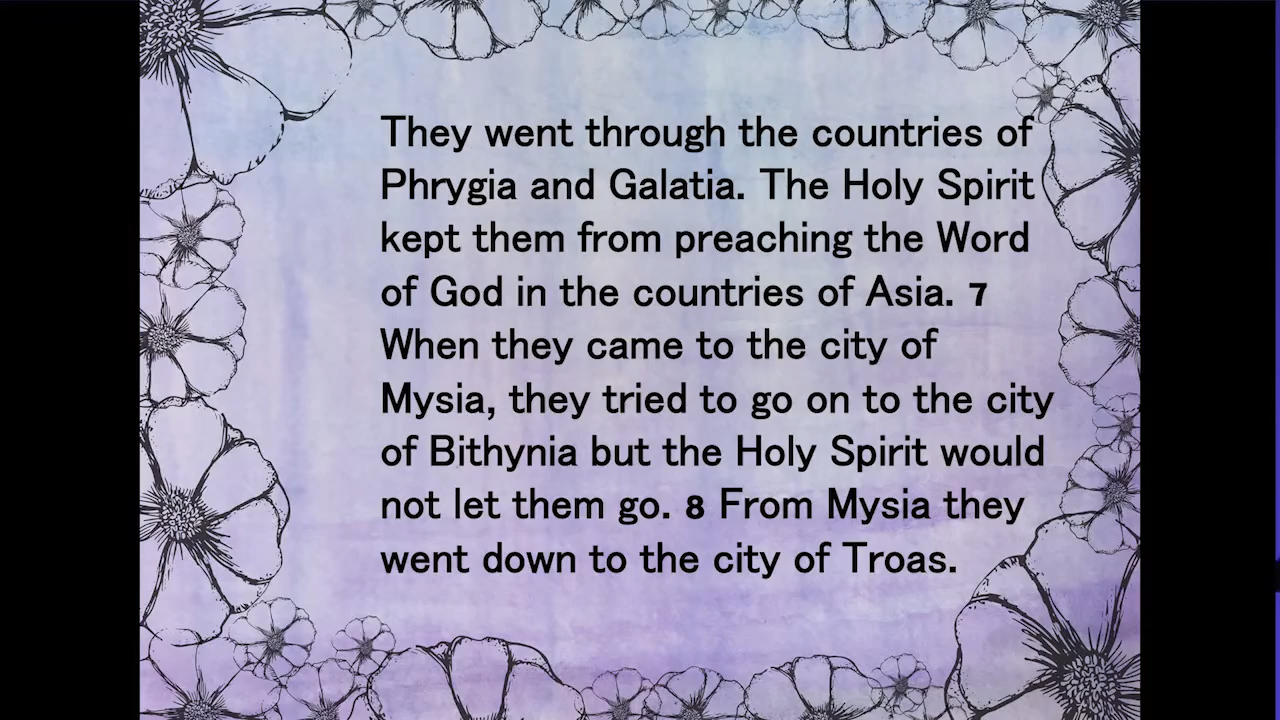 They went through the countries of
Phrygia and Galatia. The Holy Spirit
kept them from preaching the Word
of God in the countries of Asia. 7
When they came to the city of
Mysia, they tried to go on to the city
of Bithynia but the Holy Spirit would
not let them go. 8 From Mysia they
went down to the city of Troas.